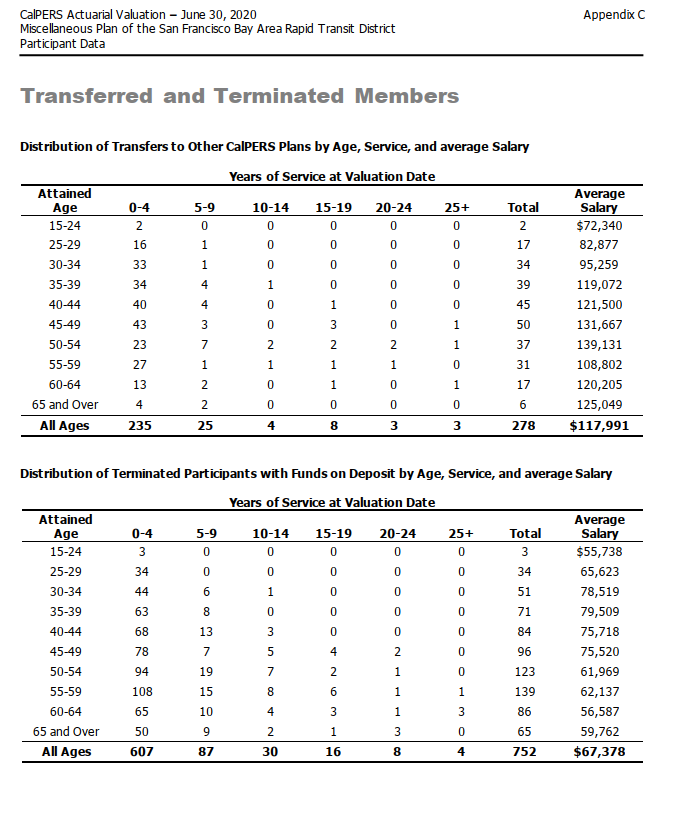 CalPERS Actuarial Valuation – June 30, 2020 Appendix C
Miscellaneous Plan of the San Francisco Bay Area Rapid Transit District
Participant Data
Transferred and Terminated Members
Distribution of Transfers to Other CalPERS Plans by Age, Service, and average Salary
Years of Service at Valuation Date
Attained Average
Age 0-4 5-9 10-14 15-19 20-24 25+ Total Salary
15-24 2 0 0 0 0 0 2 $72,340
25-29 16 1 0 0 0 0 17 82,877
30-34 33 1 0 0 0 0 34 95,259
35-39 34 4 1 0 0 0 39 119,072
40-44 40 4 0 1 0 0 45 121,500
45-49 43 3 0 3 0 1 50 131,667
50-54 23 7 2 2 2 1 37 139,131
55-59 27 1 1 1 1 0 31 108,802
60-64 13 2 0 1 0 1 17 120,205
65 and Over 4 2 0 0 0 0 6 125,049
All Ages 235 25 4 8 3 3 278 $117,991
Distribution of Terminated Participants with Funds on Deposit by Age, Service, and average Salary
Years of Service at Valuation Date
Attained Average
Age 0-4 5-9 10-14 15-19 20-24 25+ Total Salary
15-24 3 0 0 0 0 0 3 $55,738
25-29 34 0 0 0 0 0 34 65,623
30-34 44 6 1 0 0 0 51 78,519
35-39 63 8 0 0 0 0 71 79,509
40-44 68 13 3 0 0 0 84 75,718
45-49 78 7 5 4 2 0 96 75,520
50-54 94 19 7 2 1 0 123 61,969
55-59 108 15 8 6 1 1 139 62,137
60-64 65 10 4 3 1 3 86 56,587
65 and Over 50 9 2 1 3 0 65 59,762
All Ages 607 87 30 16 8 4 752 $67,378